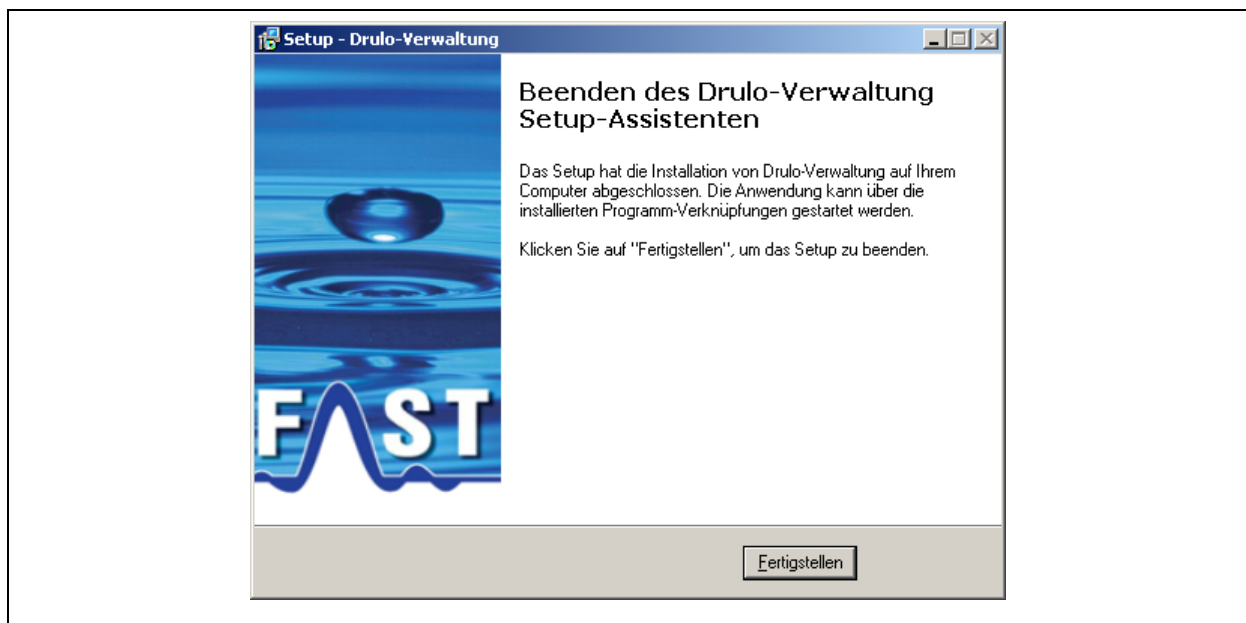 Setup - Drulo-Verwaltung
Beenden des Drulo-Verwaltung
Setup-Assistenten
Das Setup hat die Installation von Drulo-Verwaltung auf Ihrem
Computer abgeschlossen. Die Anwendung kann über die
installierten Programm-Verknüpfungen gestartet werden.
Klicken Sie auf "Fertigstellen", um das Setup zu beenden.
FAST
Fertigstellen